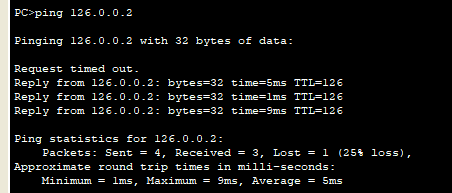 PC>ping 126.0.0.2
Pinging 126.0.0.2 with 32 bytes of data:
Request timed out.
Reply from 126.0.0.2: bytes=32 time=5ms TTL=126
Reply from 126.0.0.2: bytes=32 time=1ms TTL=126
Reply from 126.0.0.2: bytes=32 time=9ms TTL=126
Ping statistics for 126.0.0.2:
    Packets: Sent = 4, Received = 3, Lost = 1 (25% loss),
Approximate round trip times in milli-seconds:
    Minimum = 1ms, Maximum = 9ms, Average = 5ms